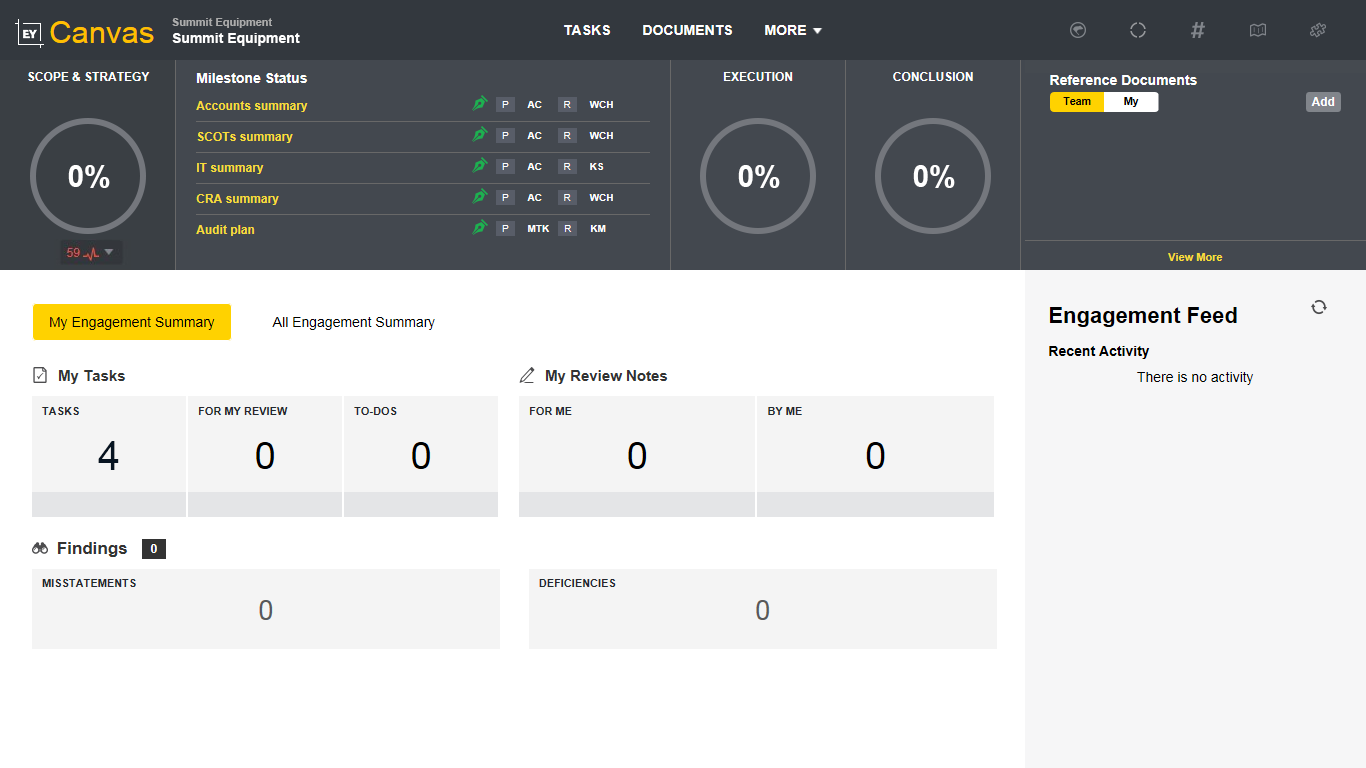 EY Canvas
Summit Equipment
Summit Equipment
TASKS DOCUMENTS MORE
SCOPE & STRATEGY
0%
59
Milestone Status
Accounts summary P AC R WCH
SCOTs summary P AC R WCH
IT summary P AC R KS
CRA summary P AC R WCH
Audit plan P MTK R KM
EXECUTION
0%
CONCLUSION
0%
Reference Documents
Team My Add
View More
My Engagement Summary All Engagement Summary
My Tasks
TASKS FOR MY REVIEW TO-DOS
4 0 0
My Review Notes
FOR ME BY ME
0 0
Findings 0
MISSTATEMENTS
0
DEFICIENCIES
0
Engagement Feed
Recent Activity
There is no activity